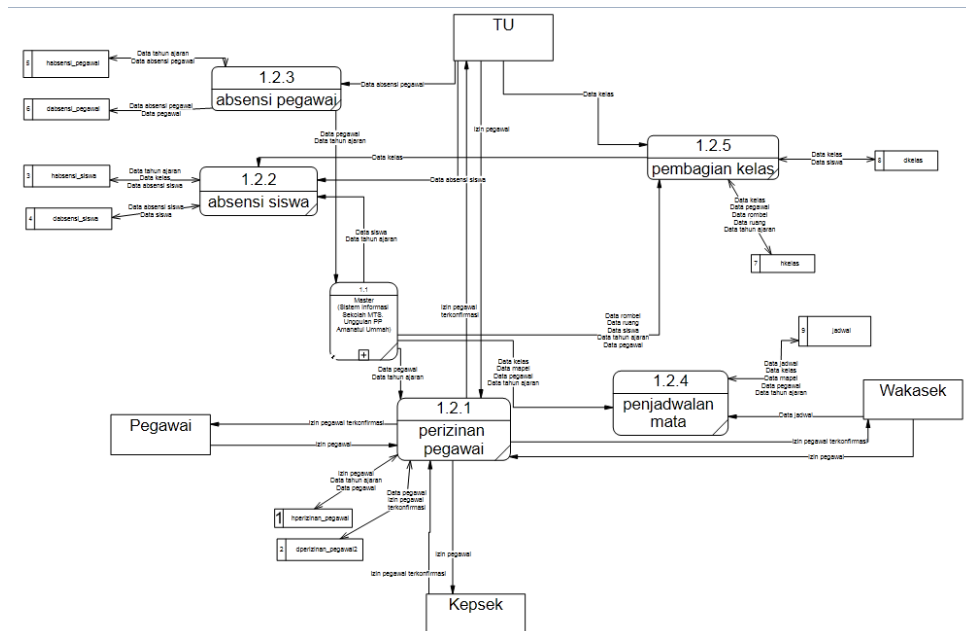 TU
Data tahun ajaran
Data absensi pegawai
5
habsensi_pegawai
1.2.3
absensi pegawai
Data absensi pegawai
Data kelas
6
dabsensi_pegawai
Data absensi pegawai
Data pegawai
Izin pegawai
Data pegawai
Data tahun ajaran
1.2.5
pembagian kelas
Data kelas
Data siswa
8
dkelas
Data kelas
3
habsensi_siswa
Data tahun ajaran
Data kelas
Data absensi siswa
1.2.2
absensi siswa
Data absensi siswa
4
dabsensi_siswa
Data absensi siswa
Data siswa
Data kelas
Data pegawai
Data rombel
Data ruang
Data tahun ajaran
Data siswa
Data tahun ajaran
7
hkelas
1.1
Master
(Sistem Informasi
Sekolah MTS.
Unggulan PP
Amanatul Ummah)
Izin pegawai
terkonfirmasi
Data rombel
Data ruang
Data siswa
Data tahun ajaran
Data pegawai
9
jadwal
Data pegawai
Data tahun ajaran
Data kelas
Data mapel
Data pegawai
Data tahun ajaran
Data jadwal
Data kelas
Data mapel
Data pegawai
Data tahun ajaran
1.2.4
penjadwalan
mata
Wakasek
Data jadwal
1.2.1
perizinan
pegawai
Pegawai
Izin pegawai terkonfirmasi
Izin pegawai
Izin pegawai terkonfirmasi
Izin pegawai
Izin pegawai
Data tahun ajaran
Data pegawai
Data pegawai
Izin pegawai
terkonfirmasi
1
hperizinan_pegawai
2
dperizinan_pegawai2
Izin pegawai
Izin pegawai terkonfirmasi
Kepsek